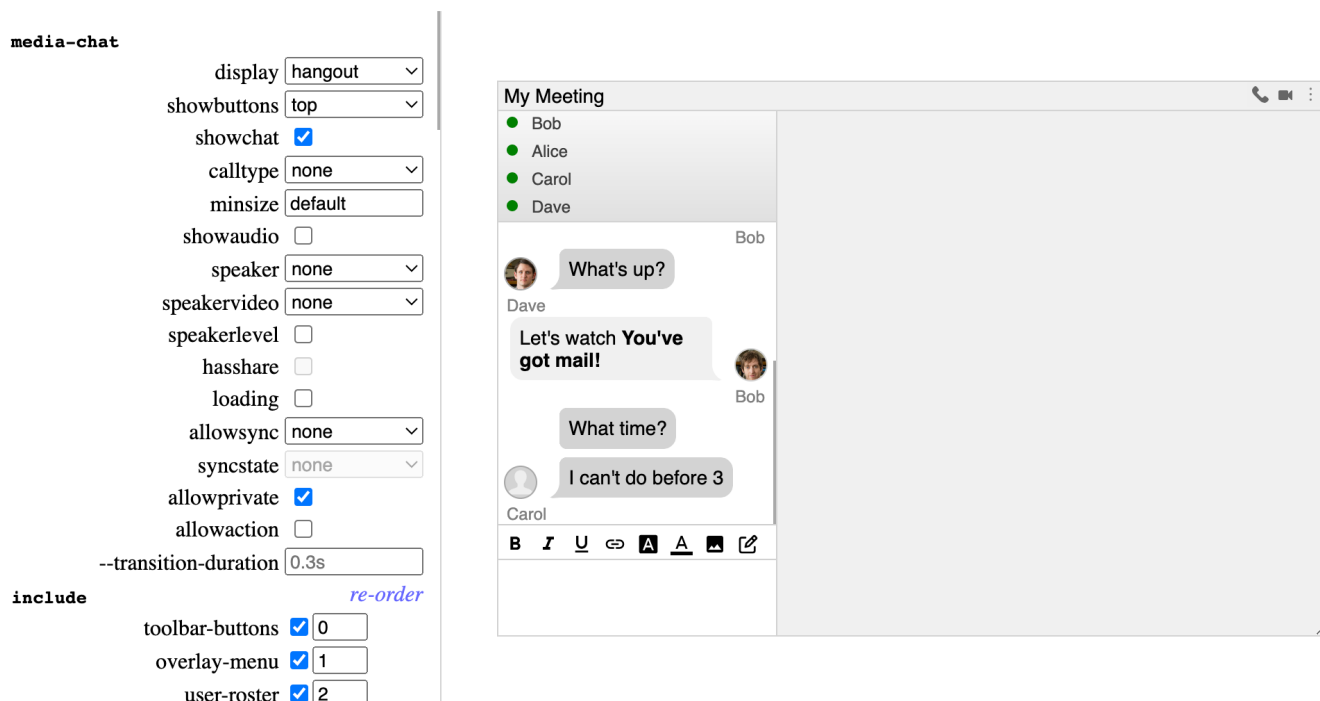 media-chat
display hangout
showbuttons top
showchat
calltype none
minsize default
showaudio
speaker none
speakervideo none
speakerlevel
hasshare
loading
allowsync none
syncstate none
allowprivate
allowaction
--transition-duration 0.3s
include re-order
toolbar-buttons 0
overlay-menu 1
user-roster 2
My Meeting
Bob
Alice
Carol
Dave
Bob
What's up?
Dave
Let's watch You've
got mail!
Bob
What time?
I can't do before 3
Carol
B I U A A